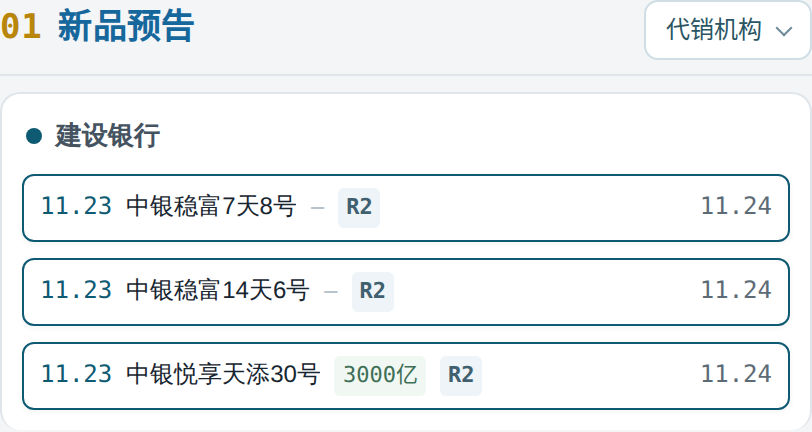 01 新品预告
代销机构
建设银行
11.23 中银稳富7天8号 — R2 11.24
11.23 中银稳富14天6号 — R2 11.24
11.23 中银悦享天添30号 3000亿 R2 11.24